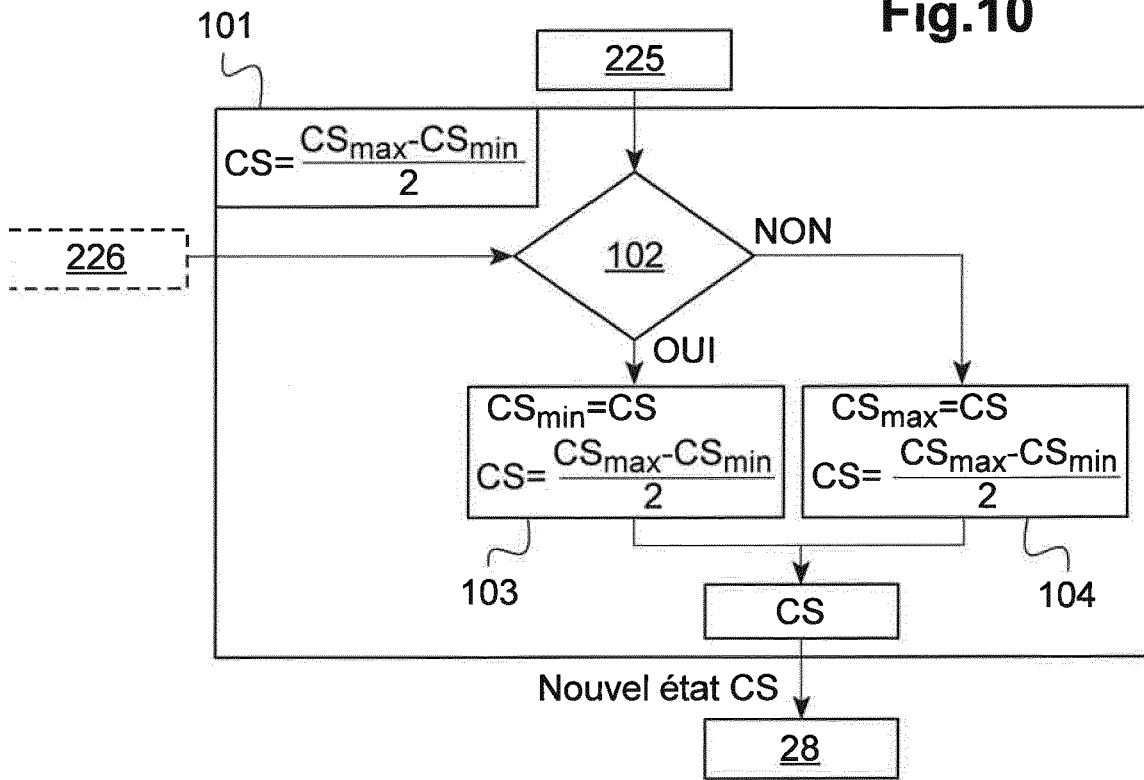 Fig.10
101
225
CS= CSmax-CSmin
2
226
102
NON
OUI
CSmin=CS
CS= CSmax-CSmin
2
CSmax=CS
CS= CSmax-CSmin
2
103
104
CS
Nouvel état CS
28